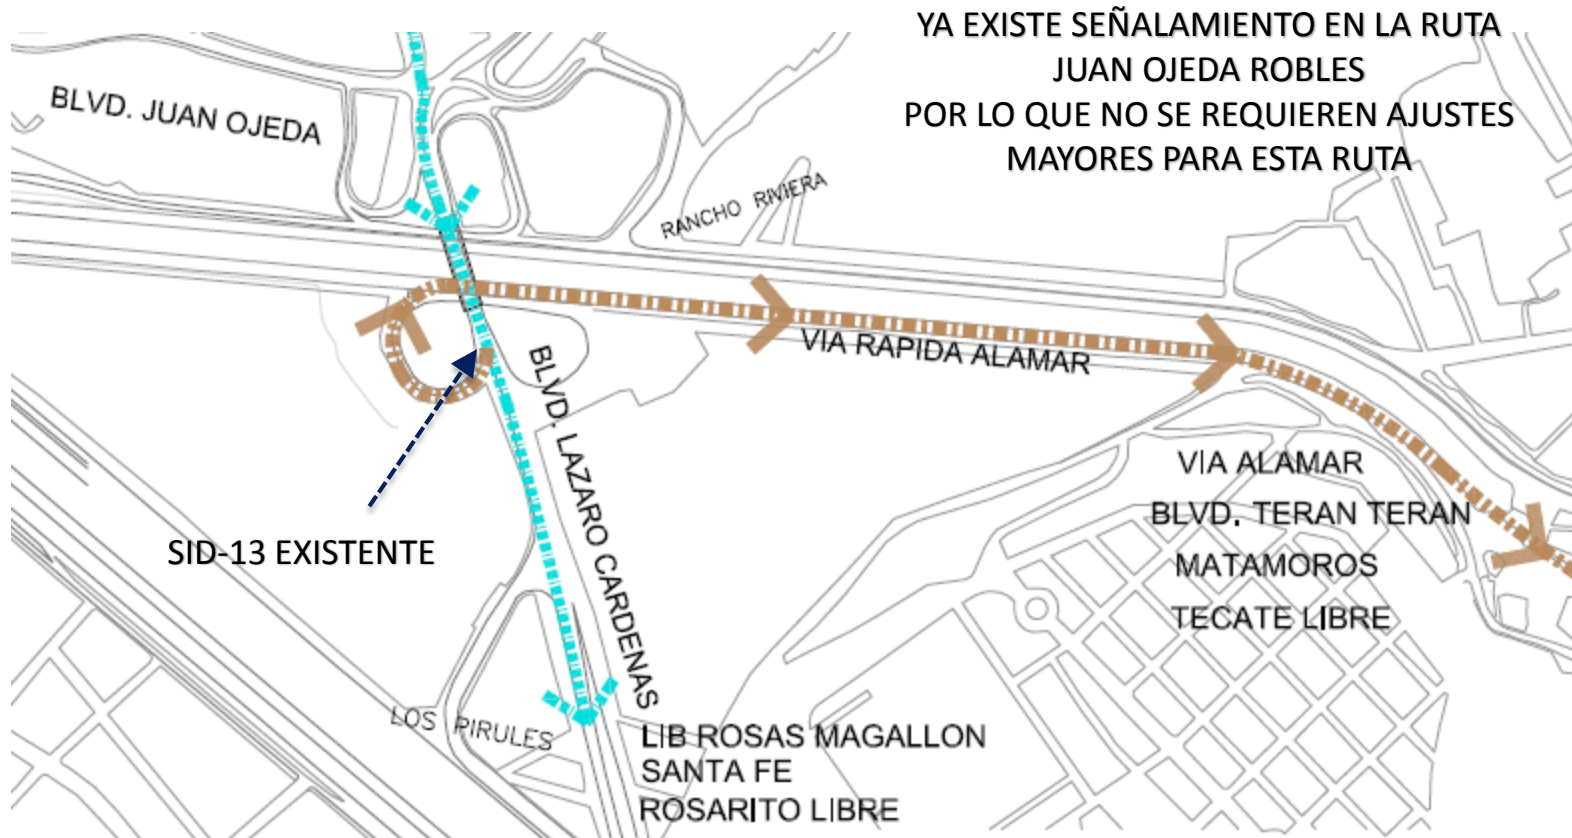 YA EXISTE SEÑALAMIENTO EN LA RUTA
JUAN OJEDA ROBLES
POR LO QUE NO SE REQUIEREN AJUSTES
MAYORES PARA ESTA RUTA
BLVD. JUAN OJEDA
RANCHO RIVIERA
VIA RAPIDA ALAMAR
BLVD. LAZARO CARDENAS
SID-13 EXISTENTE
VIA ALAMAR
BLVD. TERAN TERAN
MATAMOROS
TECATE LIBRE
LOS PIRULES
LIB ROSAS MAGALLON
SANTA FE
ROSARITO LIBRE